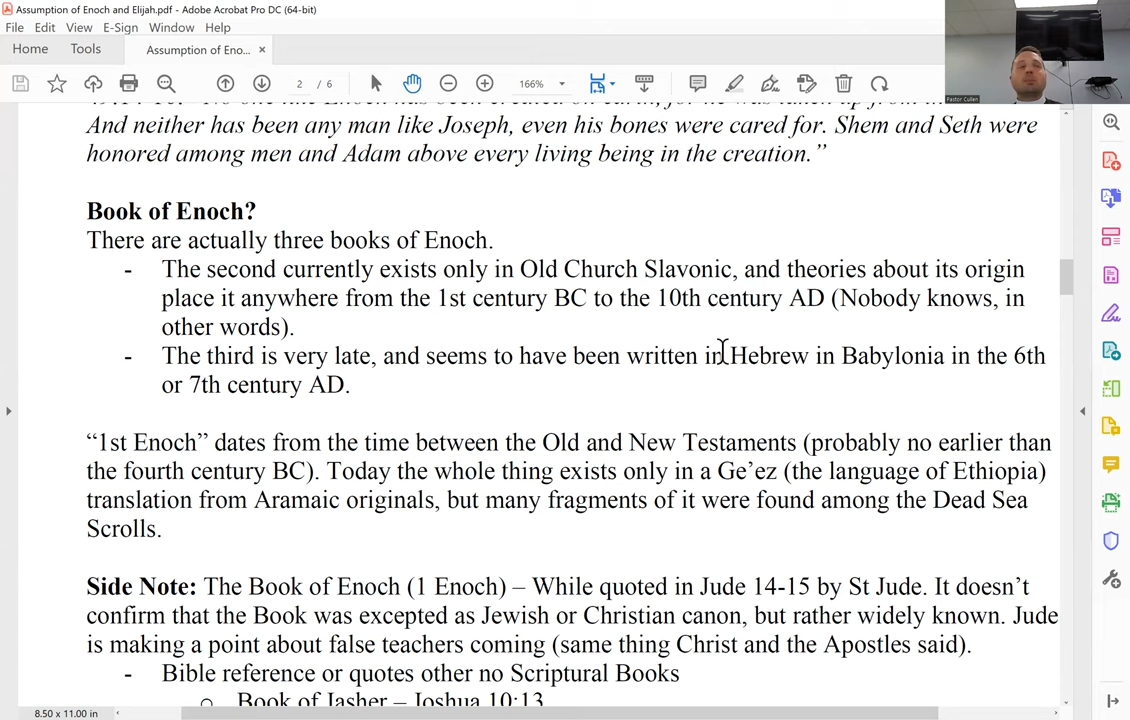 Assumption of Enoch and Elijah.pdf - Adobe Acrobat Pro DC (64-bit)
File Edit View E-Sign Window Help
Home Tools Assumption of Eno... ×
2 / 6 166%
Pastor Cullen
And neither has been any man like Joseph, even his bones were cared for. Shem and Seth were
honored among men and Adam above every living being in the creation.”
Book of Enoch?
There are actually three books of Enoch.
- The second currently exists only in Old Church Slavonic, and theories about its origin
place it anywhere from the 1st century BC to the 10th century AD (Nobody knows, in
other words).
- The third is very late, and seems to have been written in Hebrew in Babylonia in the 6th
or 7th century AD.
“1st Enoch” dates from the time between the Old and New Testaments (probably no earlier than
the fourth century BC). Today the whole thing exists only in a Ge’ez (the language of Ethiopia)
translation from Aramaic originals, but many fragments of it were found among the Dead Sea
Scrolls.
Side Note: The Book of Enoch (1 Enoch) – While quoted in Jude 14-15 by St Jude. It doesn’t
confirm that the Book was excepted as Jewish or Christian canon, but rather widely known. Jude
is making a point about false teachers coming (same thing Christ and the Apostles said).
- Bible reference or quotes other no Scriptural Books
o Book of Jasher – Joshua 10:13
8.50 x 11.00 in